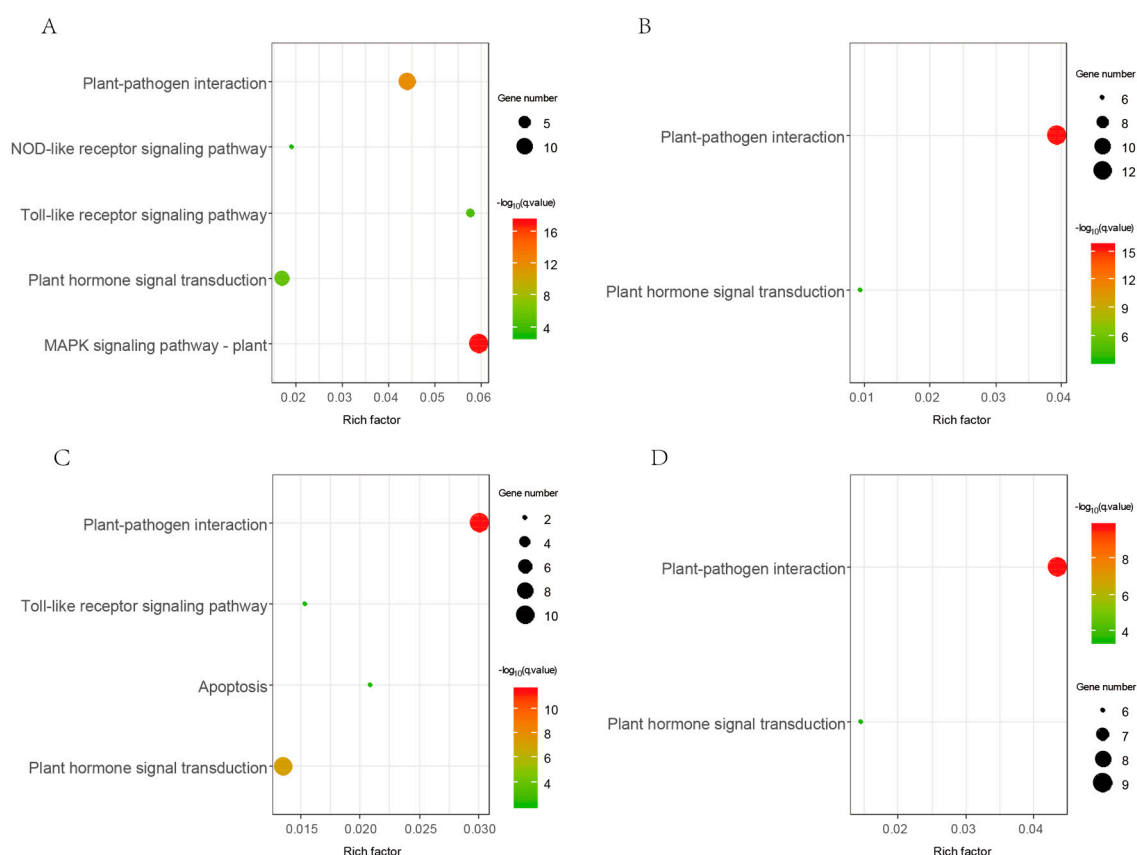 A
Plant-pathogen interaction
NOD-like receptor signaling pathway
Toll-like receptor signaling pathway
Plant hormone signal transduction
MAPK signaling pathway - plant
0.02 0.03 0.04 0.05 0.06
Rich factor
Gene number
5
10
-log10(q.value)
16
12
8
4
B
Plant-pathogen interaction
Plant hormone signal transduction
0.01 0.02 0.03 0.04
Rich factor
Gene number
6
8
10
12
-log10(q.value)
15
12
9
6
C
Plant-pathogen interaction
Toll-like receptor signaling pathway
Apoptosis
Plant hormone signal transduction
0.015 0.020 0.025 0.030
Rich factor
Gene number
2
4
6
8
10
-log10(q.value)
10
8
6
4
D
Plant-pathogen interaction
Plant hormone signal transduction
0.02 0.03 0.04
Rich factor
-log10(q.value)
8
6
4
Gene number
6
7
8
9